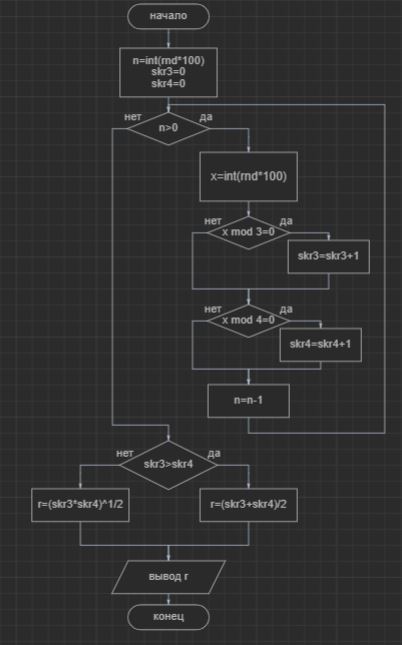 начало
n=int(rnd*100)
skr3=0
skr4=0
нет
да
n>0
x=int(rnd*100)
нет
да
x mod 3=0
skr3=skr3+1
нет
да
x mod 4=0
skr4=skr4+1
n=n-1
нет
да
skr3>skr4
r=(skr3*skr4)^1/2
r=(skr3+skr4)/2
вывод r
конец